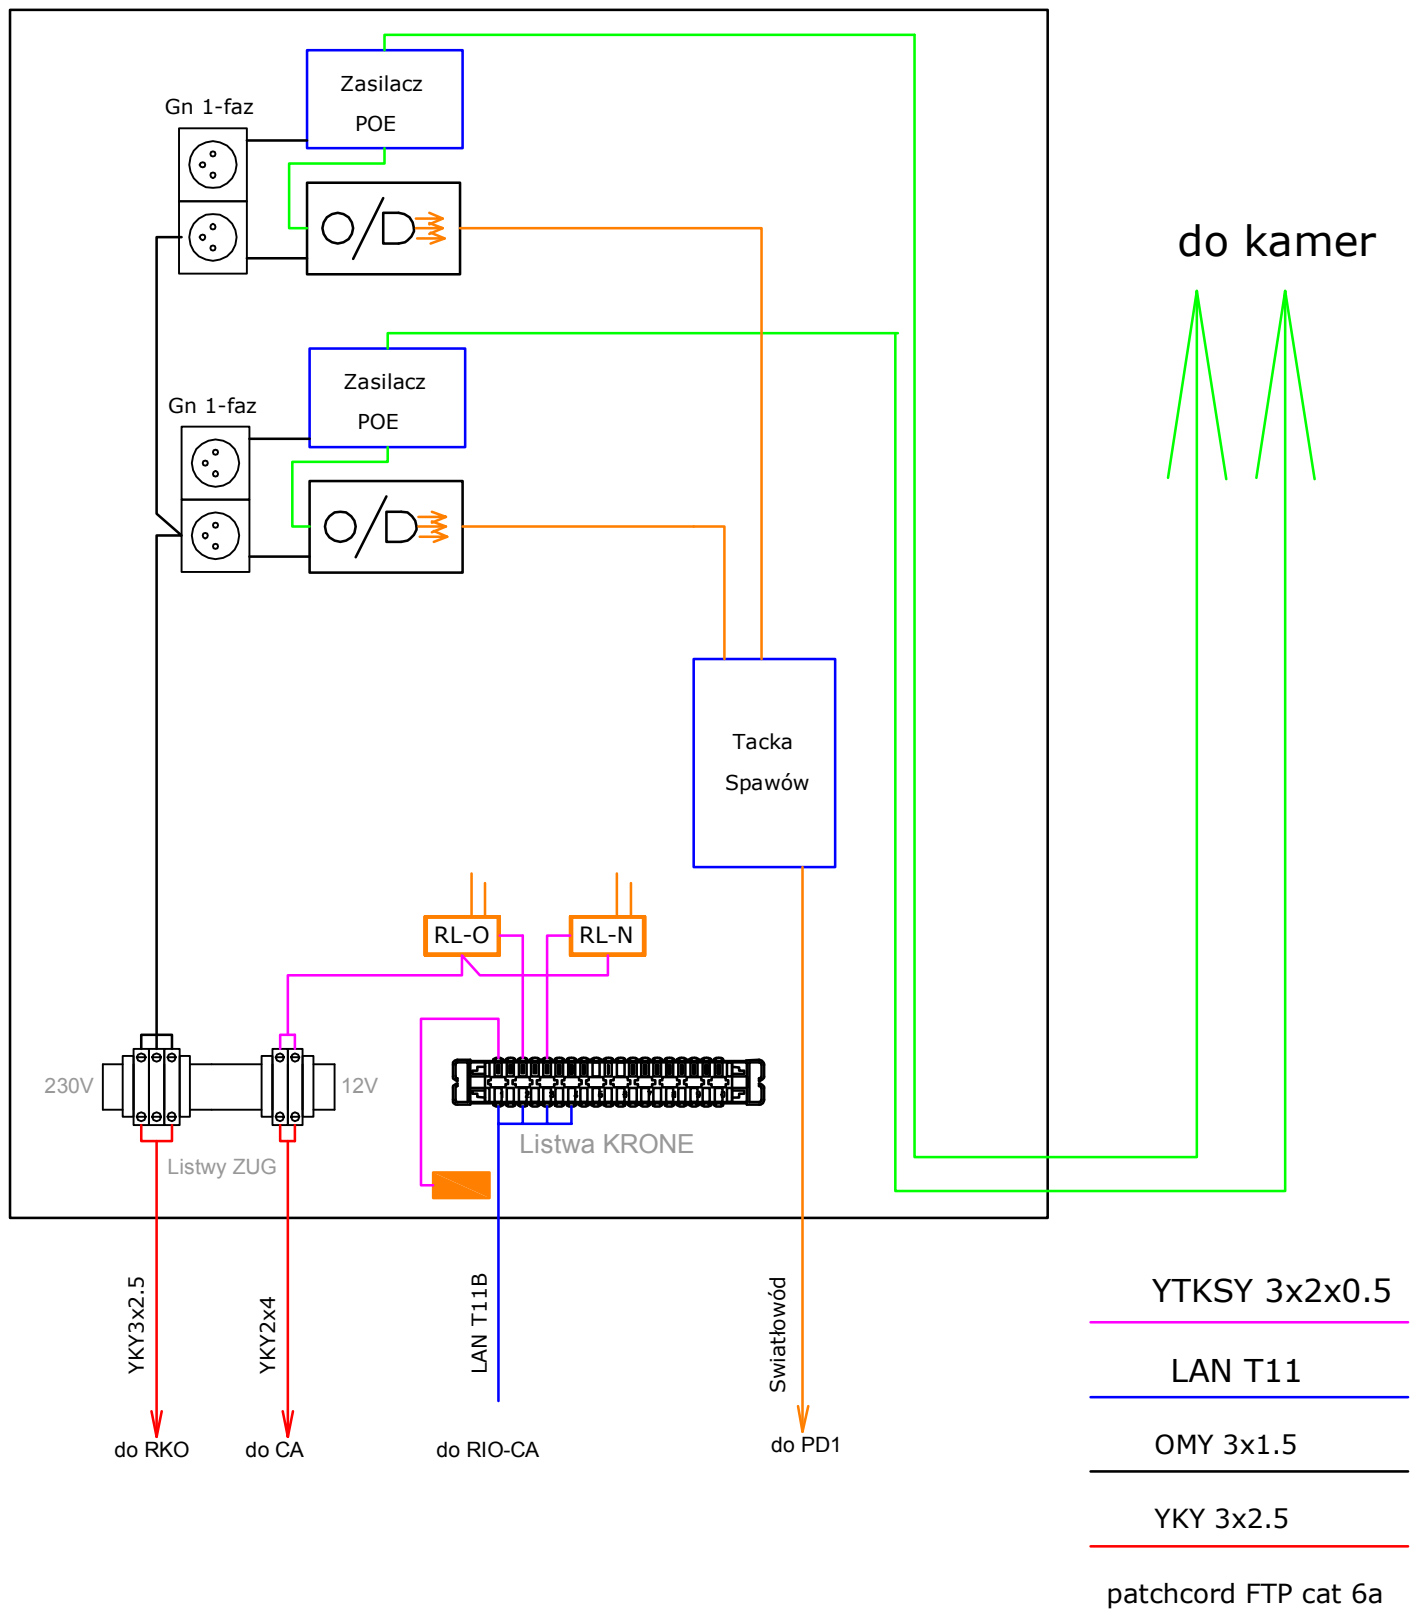 Zasilacz
POE
Gn 1-faz
do kamer
Zasilacz
POE
Gn 1-faz
Tacka
Spawów
RL-O
RL-N
230V
12V
Listwa KRONE
Listwy ZUG
YKY3x2.5
YKY2x4
LAN T11B
Swiatłowód
do RKO
do CA
do RIO-CA
do PD1
YTKSY 3x2x0.5
LAN T11
OMY 3x1.5
YKY 3x2.5
patchcord FTP cat 6a